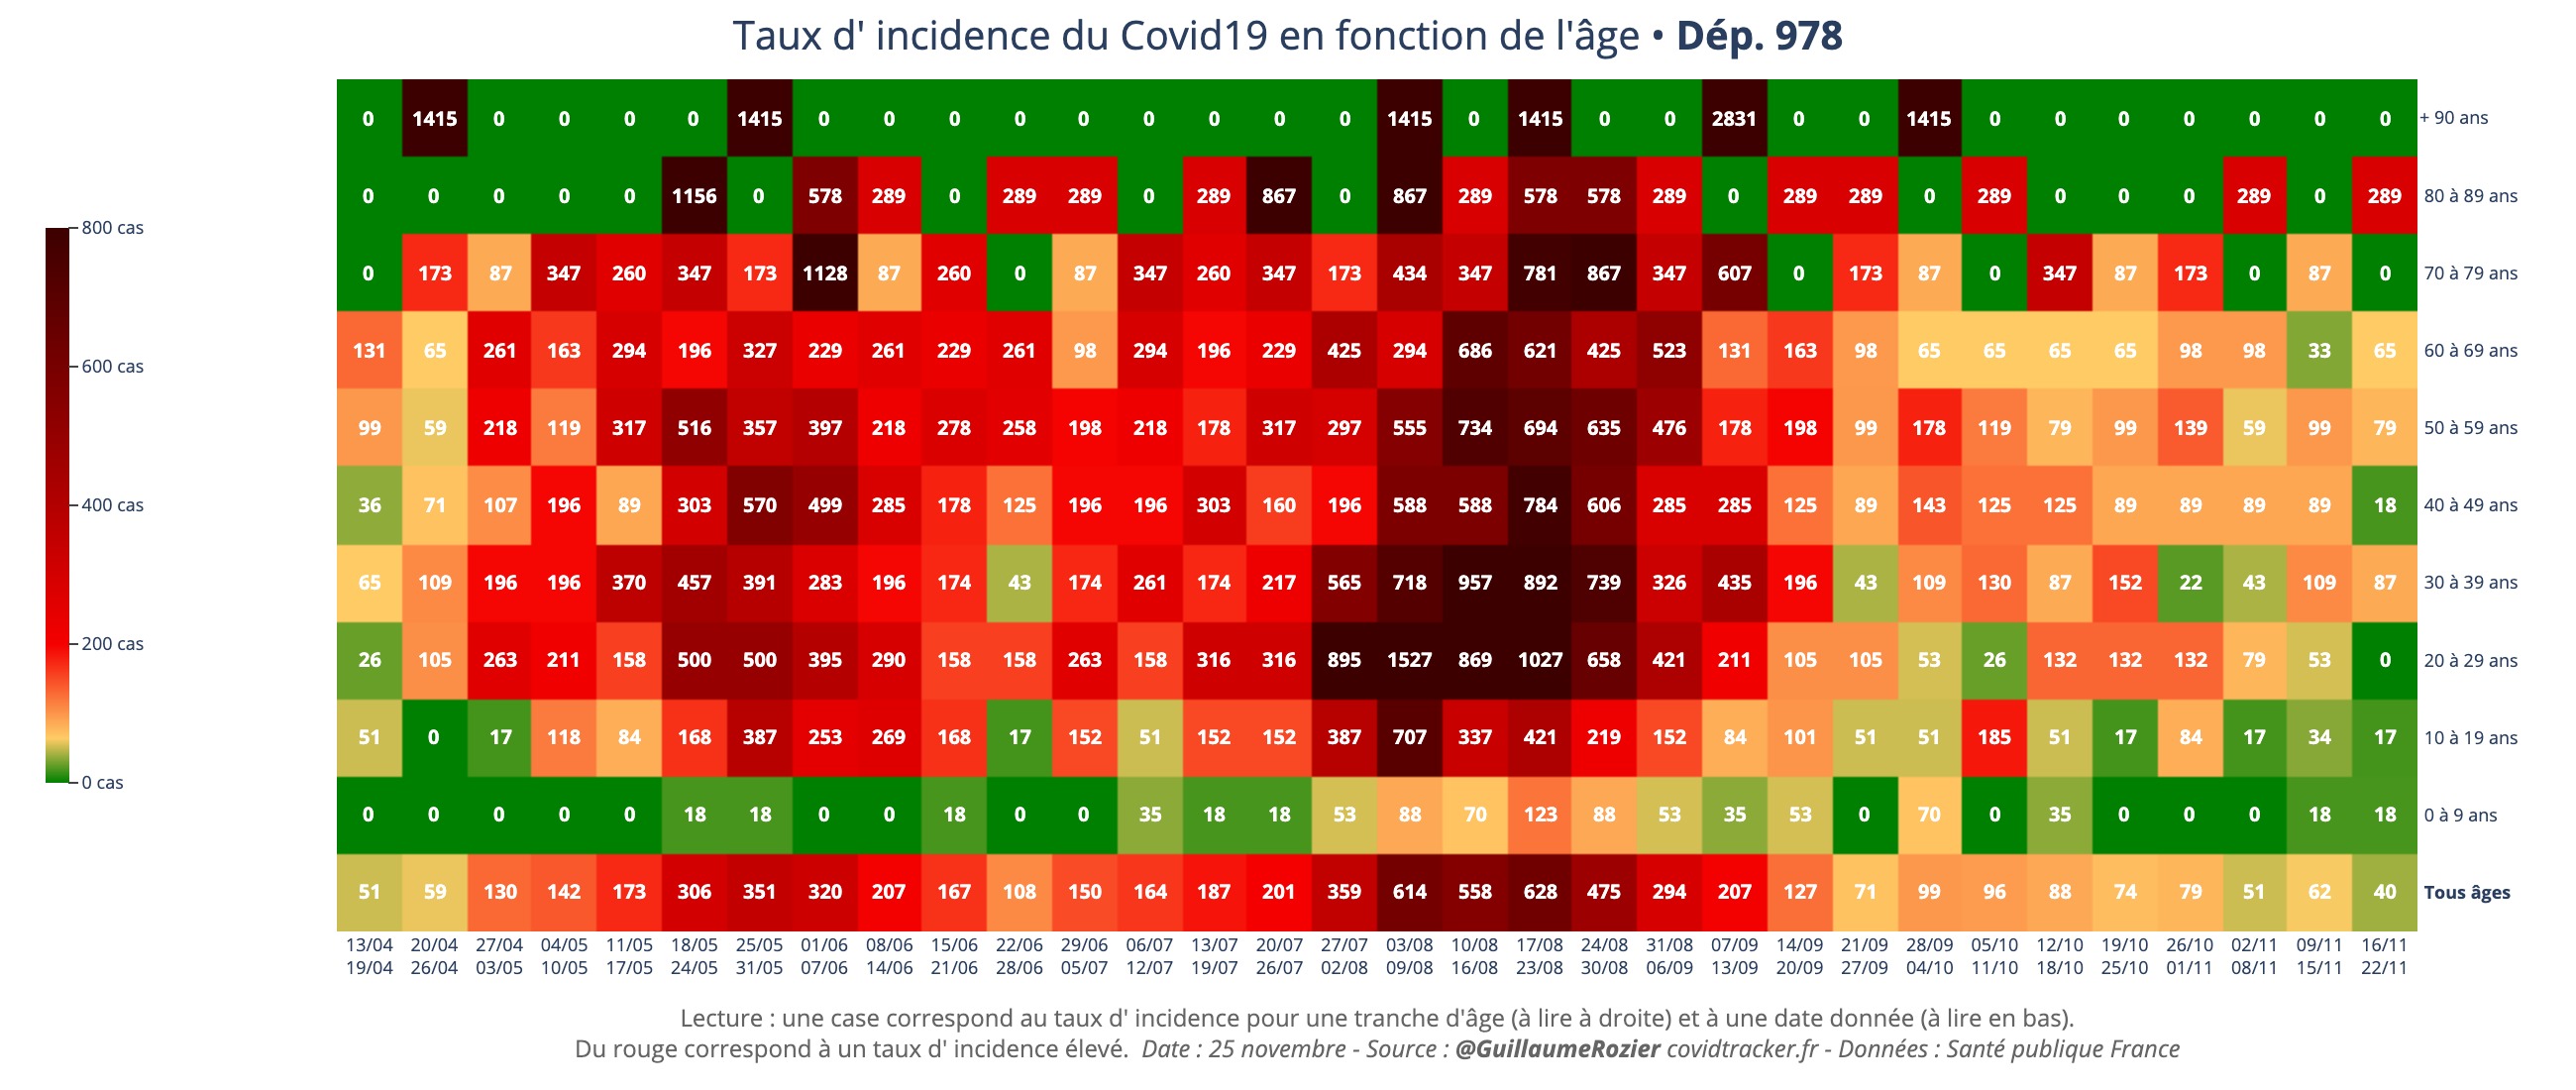 Taux d' incidence du Covid19 en fonction de l'âge • Dép. 978
800 cas
600 cas
400 cas
200 cas
0 cas
0 1415 0 0 0 0 1415 0 0 0 0 0 0 0 0 0 1415 0 1415 0 0 2831 0 0 1415 0 0 0 0 0 0 0 + 90 ans
0 0 0 0 0 1156 0 578 289 0 289 289 0 289 867 0 867 289 578 578 289 0 289 289 0 289 0 0 0 289 0 289 80 à 89 ans
0 173 87 347 260 347 173 1128 87 260 0 87 347 260 347 173 434 347 781 867 347 607 0 173 87 0 347 87 173 0 87 0 70 à 79 ans
131 65 261 163 294 196 327 229 261 229 261 98 294 196 229 425 294 686 621 425 523 131 163 98 65 65 65 65 98 98 33 65 60 à 69 ans
99 59 218 119 317 516 357 397 218 278 258 198 218 178 317 297 555 734 694 635 476 178 198 99 178 119 79 99 139 59 99 79 50 à 59 ans
36 71 107 196 89 303 570 499 285 178 125 196 196 303 160 196 588 588 784 606 285 285 125 89 143 125 125 89 89 89 89 18 40 à 49 ans
65 109 196 196 370 457 391 283 196 174 43 174 261 174 217 565 718 957 892 739 326 435 196 43 109 130 87 152 22 43 109 87 30 à 39 ans
26 105 263 211 158 500 500 395 290 158 158 263 158 316 316 895 1527 869 1027 658 421 211 105 105 53 26 132 132 132 79 53 0 20 à 29 ans
51 0 17 118 84 168 387 253 269 168 17 152 51 152 152 387 707 337 421 219 152 84 101 51 51 185 51 17 84 17 34 17 10 à 19 ans
0 0 0 0 0 18 18 0 0 18 0 0 35 18 18 53 88 70 123 88 53 35 53 0 70 0 35 0 0 0 18 18 0 à 9 ans
51 59 130 142 173 306 351 320 207 167 108 150 164 187 201 359 614 558 628 475 294 207 127 71 99 96 88 74 79 51 62 40 Tous âges
13/04 20/04 27/04 04/05 11/05 18/05 25/05 01/06 08/06 15/06 22/06 29/06 06/07 13/07 20/07 27/07 03/08 10/08 17/08 24/08 31/08 07/09 14/09 21/09 28/09 05/10 12/10 19/10 26/10 02/11 09/11 16/11
19/04 26/04 03/05 10/05 17/05 24/05 31/05 07/06 14/06 21/06 28/06 05/07 12/07 19/07 26/07 02/08 09/08 16/08 23/08 30/08 06/09 13/09 20/09 27/09 04/10 11/10 18/10 25/10 01/11 08/11 15/11 22/11
Lecture : une case correspond au taux d' incidence pour une tranche d'âge (à lire à droite) et à une date donnée (à lire en bas).
Du rouge correspond à un taux d' incidence élevé. Date : 25 novembre - Source : @GuillaumeRozier covidtracker.fr - Données : Santé publique France